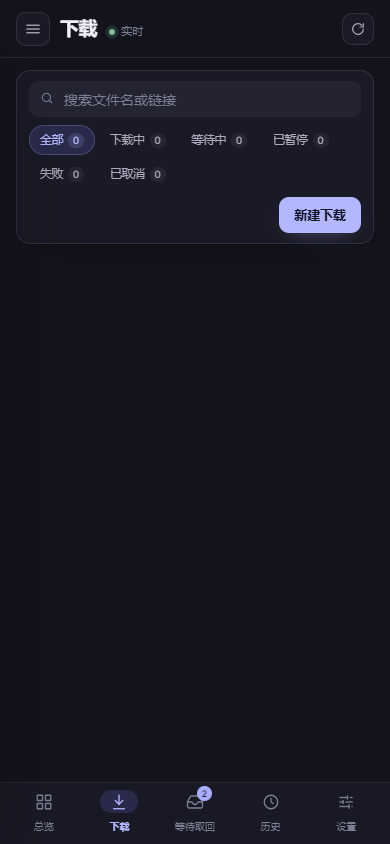 下载 实时
搜索文件名或链接
全部 0 下载中 0 等待中 0 已暂停 0
失败 0 已取消 0
新建下载
2
总览 下载 等待取回 历史 设置